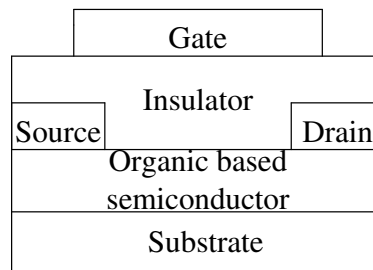 Gate
Insulator
Source
Drain
Organic based
semiconductor
Substrate